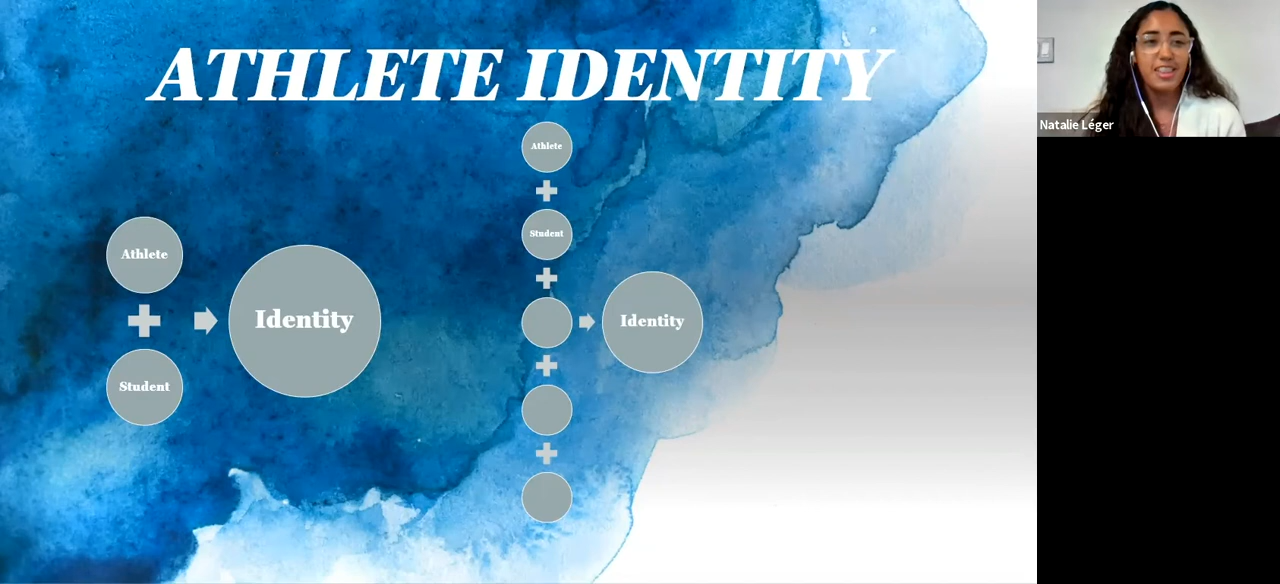 ATHLETE IDENTITY
Athlete
Student
Identity
Athlete
Student
Identity
Natalie Léger